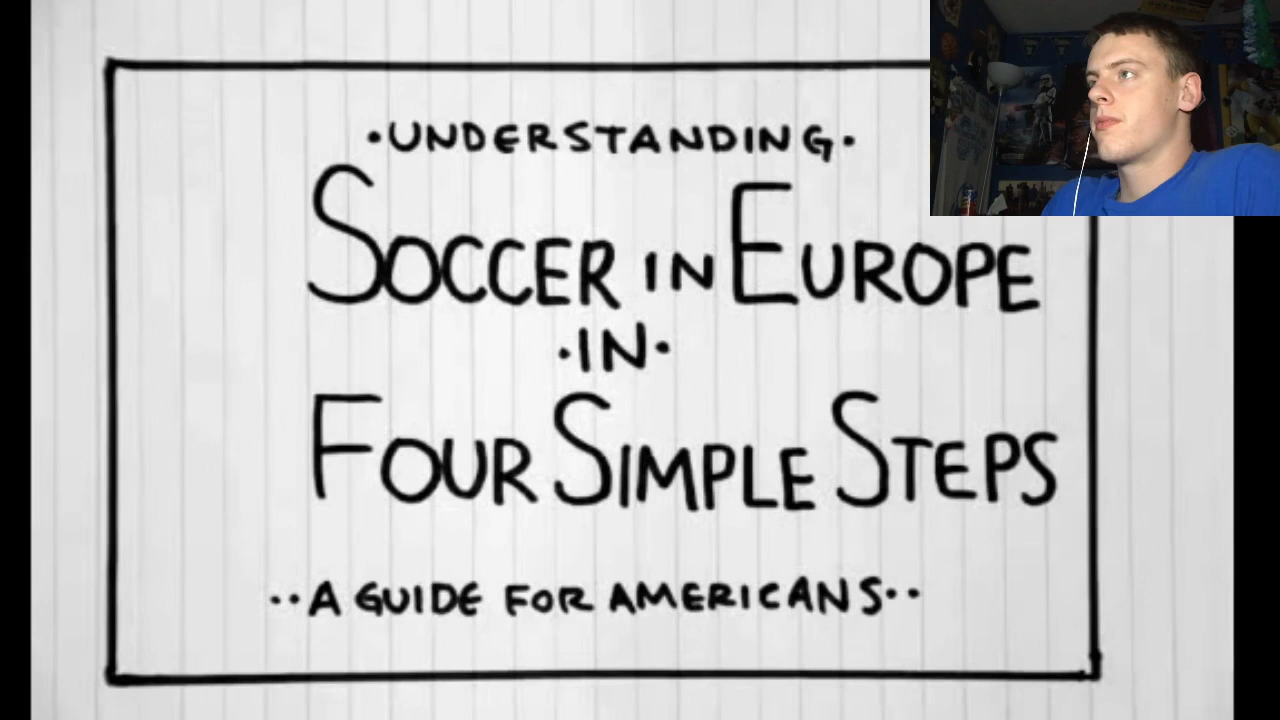 ·UNDERSTANDING·
SOCCER IN EUROPE
·IN·
FOUR SIMPLE STEPS
··A GUIDE FOR AMERICANS··